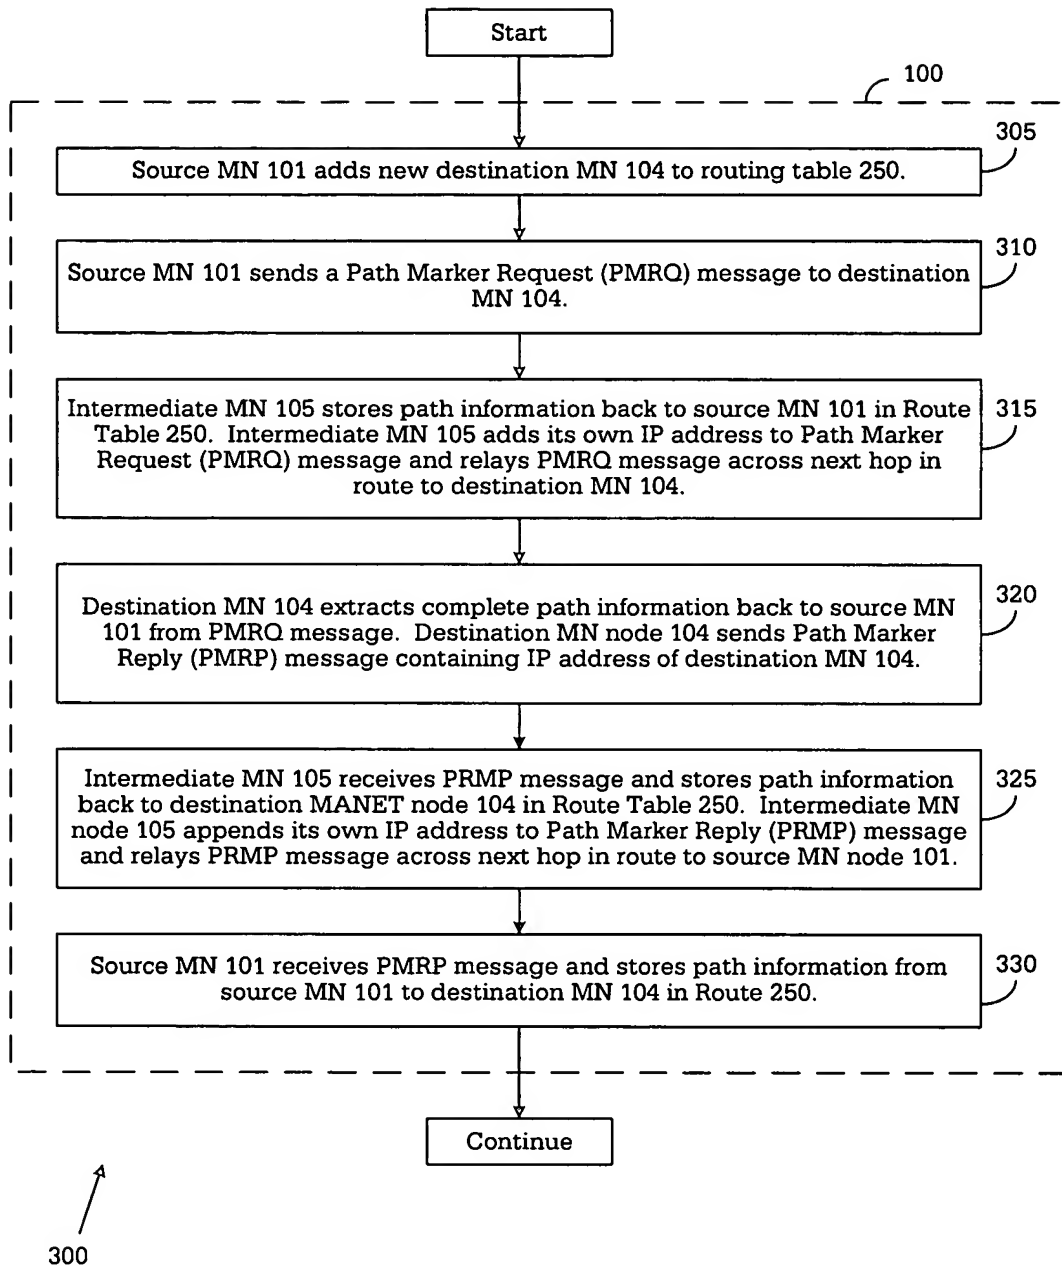 Start
100
305
Source MN 101 adds new destination MN 104 to routing table 250.
310
Source MN 101 sends a Path Marker Request (PMRQ) message to destination
MN 104.
315
Intermediate MN 105 stores path information back to source MN 101 in Route
Table 250. Intermediate MN 105 adds its own IP address to Path Marker
Request (PMRQ) message and relays PMRQ message across next hop in
route to destination MN 104.
320
Destination MN 104 extracts complete path information back to source MN
101 from PMRQ message. Destination MN node 104 sends Path Marker
Reply (PMRP) message containing IP address of destination MN 104.
325
Intermediate MN 105 receives PRMP message and stores path information
back to destination MANET node 104 in Route Table 250. Intermediate MN
node 105 appends its own IP address to Path Marker Reply (PRMP) message
and relays PRMP message across next hop in route to source MN node 101.
330
Source MN 101 receives PMRP message and stores path information from
source MN 101 to destination MN 104 in Route 250.
Continue
300